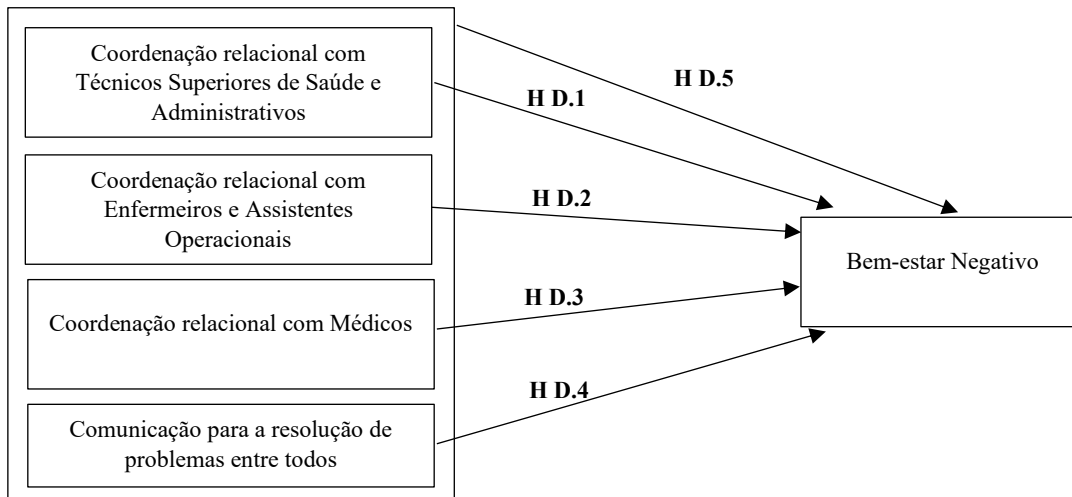 Coordenação relacional com
Técnicos Superiores de Saúde e
Administrativos
H D.5
H D.1
Coordenação relacional com
Enfermeiros e Assistentes
Operacionais
H D.2
Bem-estar Negativo
Coordenação relacional com Médicos
H D.3
H D.4
Comunicação para a resolução de
problemas entre todos